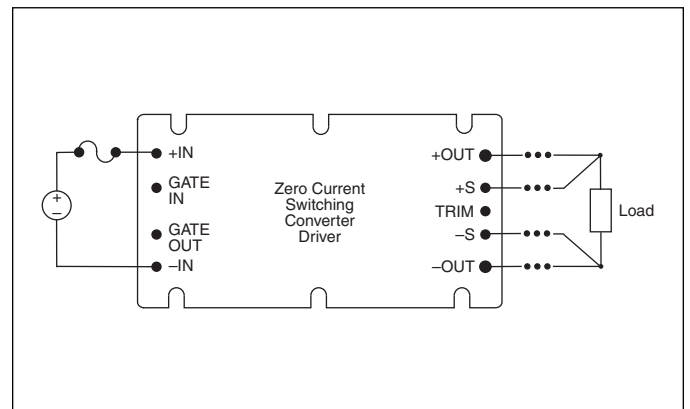 +IN
GATE
IN
GATE
OUT
–IN
Zero Current
Switching
Converter
Driver
+OUT
+S
TRIM
–S
–OUT
Load
+
–